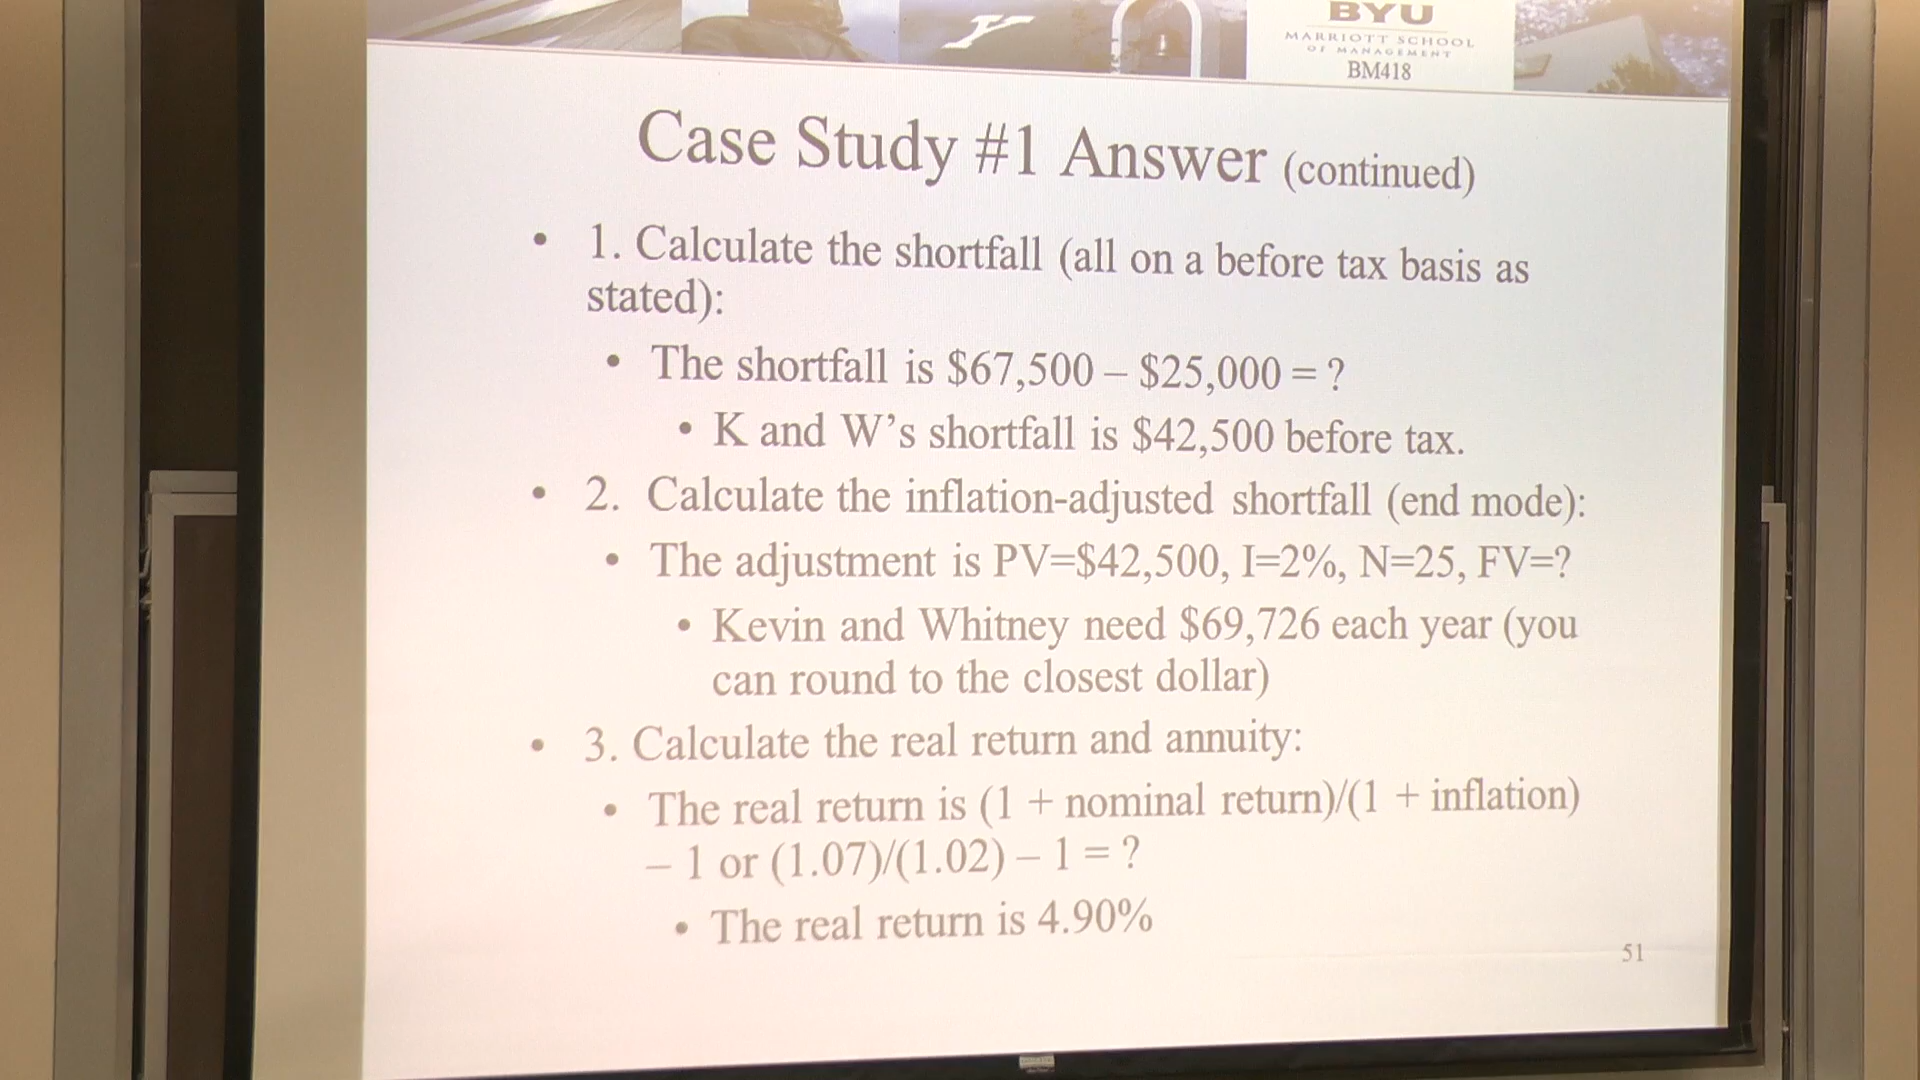 BYU
MARRIOTT SCHOOL
OF MANAGEMENT
BM418
Case Study #1 Answer (continued)
• 1. Calculate the shortfall (all on a before tax basis as
stated):
• The shortfall is $67,500 – $25,000 = ?
• K and W’s shortfall is $42,500 before tax.
• 2. Calculate the inflation-adjusted shortfall (end mode):
• The adjustment is PV=$42,500, I=2%, N=25, FV=?
• Kevin and Whitney need $69,726 each year (you
can round to the closest dollar)
• 3. Calculate the real return and annuity:
• The real return is (1 + nominal return)/(1 + inflation)
– 1 or (1.07)/(1.02) – 1 = ?
• The real return is 4.90%
51